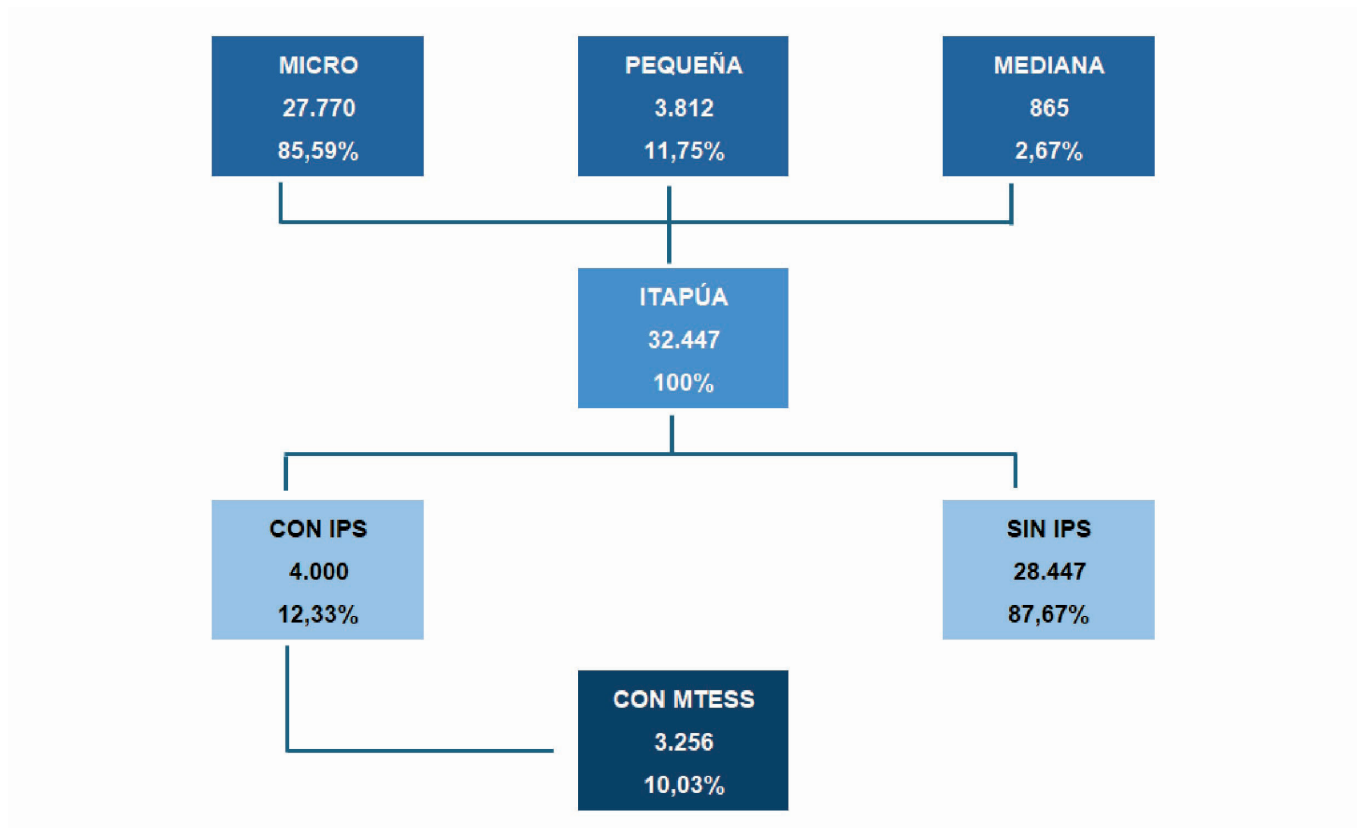 MICRO
27.770
85,59%
PEQUEÑA
3.812
11,75%
MEDIANA
865
2,67%
ITAPÚA
32.447
100%
CON IPS
4.000
12,33%
SIN IPS
28.447
87,67%
CON MTESS
3.256
10,03%